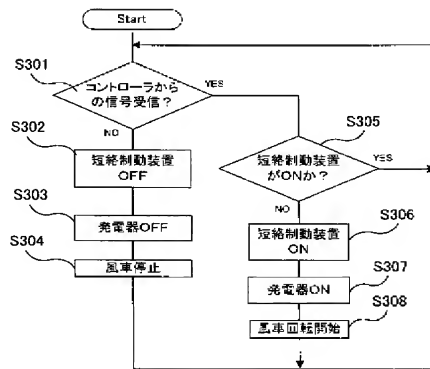 Start
S301
コントローラから
の信号受信？
YES
NO
S302
短絡制動装置
OFF
S303
発電器OFF
S304
風車停止
S305
短絡制動装置
がONか？
YES
NO
S306
短絡制動装置
ON
S307
発電器ON
S308
風車回転開始